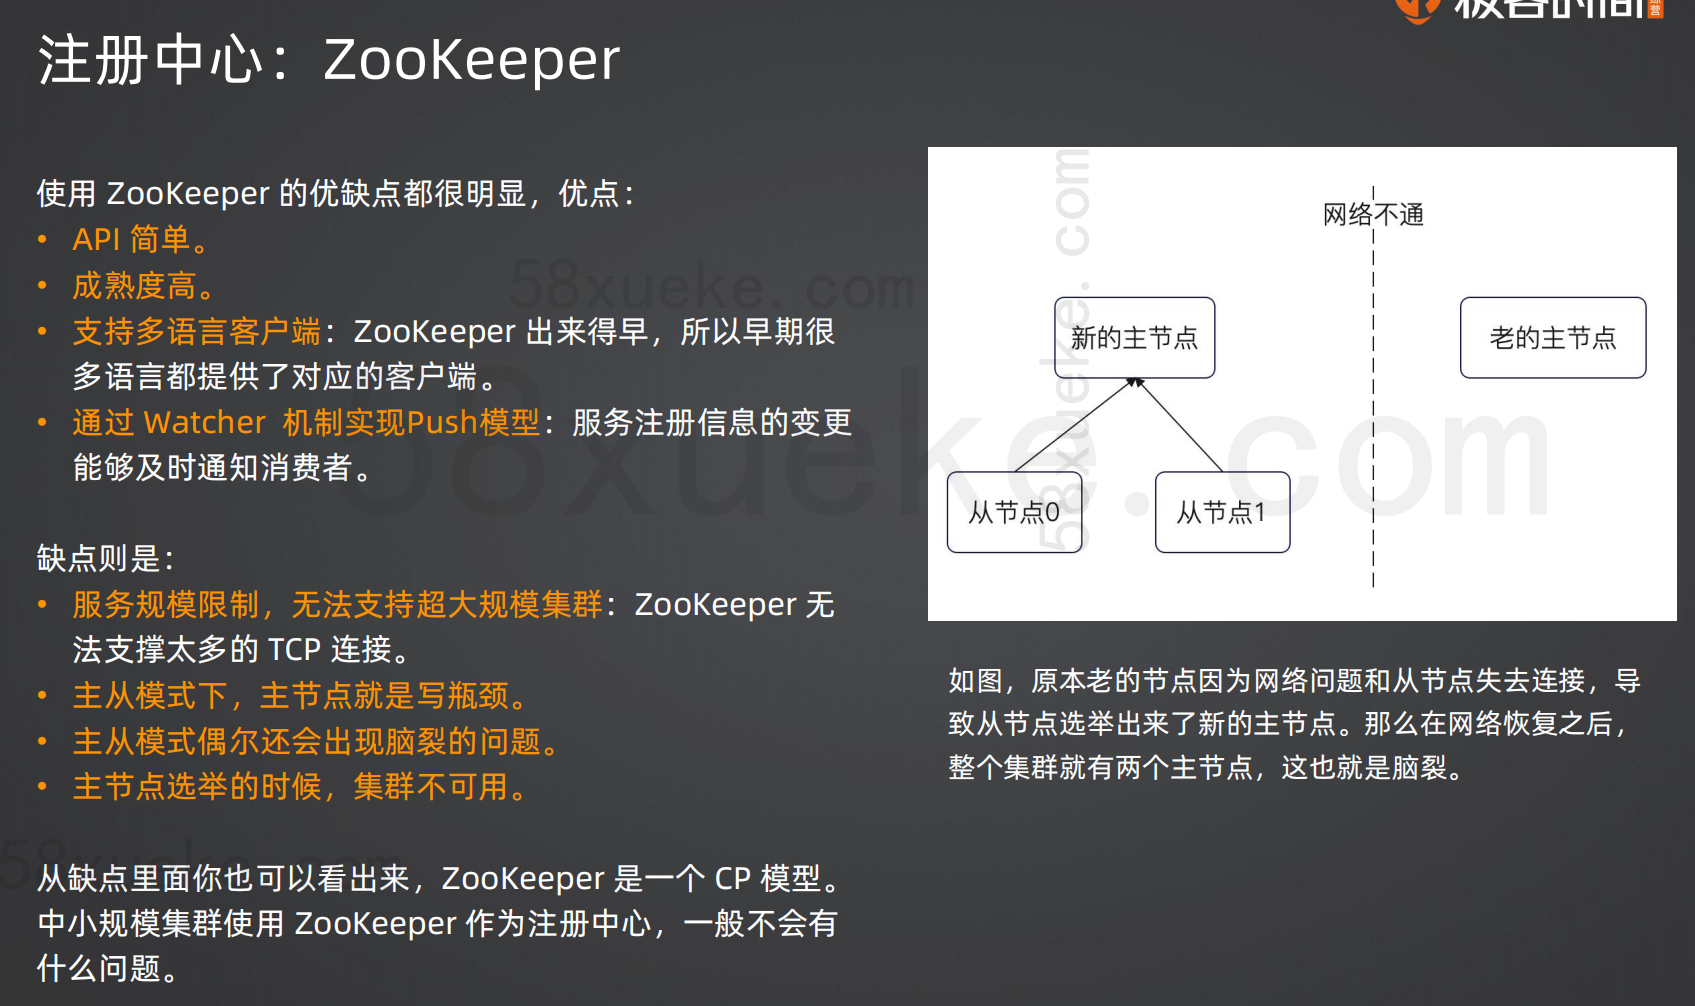 极客时间
注册中心：ZooKeeper
使用 ZooKeeper 的优缺点都很明显，优点：
• API 简单。
• 成熟度高。
• 支持多语言客户端：ZooKeeper 出来得早，所以早期很
多语言都提供了对应的客户端。
• 通过 Watcher 机制实现Push模型：服务注册信息的变更
能够及时通知消费者。
缺点则是：
• 服务规模限制，无法支持超大规模集群：ZooKeeper 无
法支撑太多的 TCP 连接。
• 主从模式下，主节点就是写瓶颈。
• 主从模式偶尔还会出现脑裂的问题。
• 主节点选举的时候，集群不可用。
从缺点里面你也可以看出来，ZooKeeper 是一个 CP 模型。
中小规模集群使用 ZooKeeper 作为注册中心，一般不会有
什么问题。
网络不通
新的主节点
老的主节点
从节点0
从节点1
如图，原本老的节点因为网络问题和从节点失去连接，导
致从节点选举出来了新的主节点。那么在网络恢复之后，
整个集群就有两个主节点，这也就是脑裂。
58xueke.com
58xueke.com
58xueke.com
58xueke.com